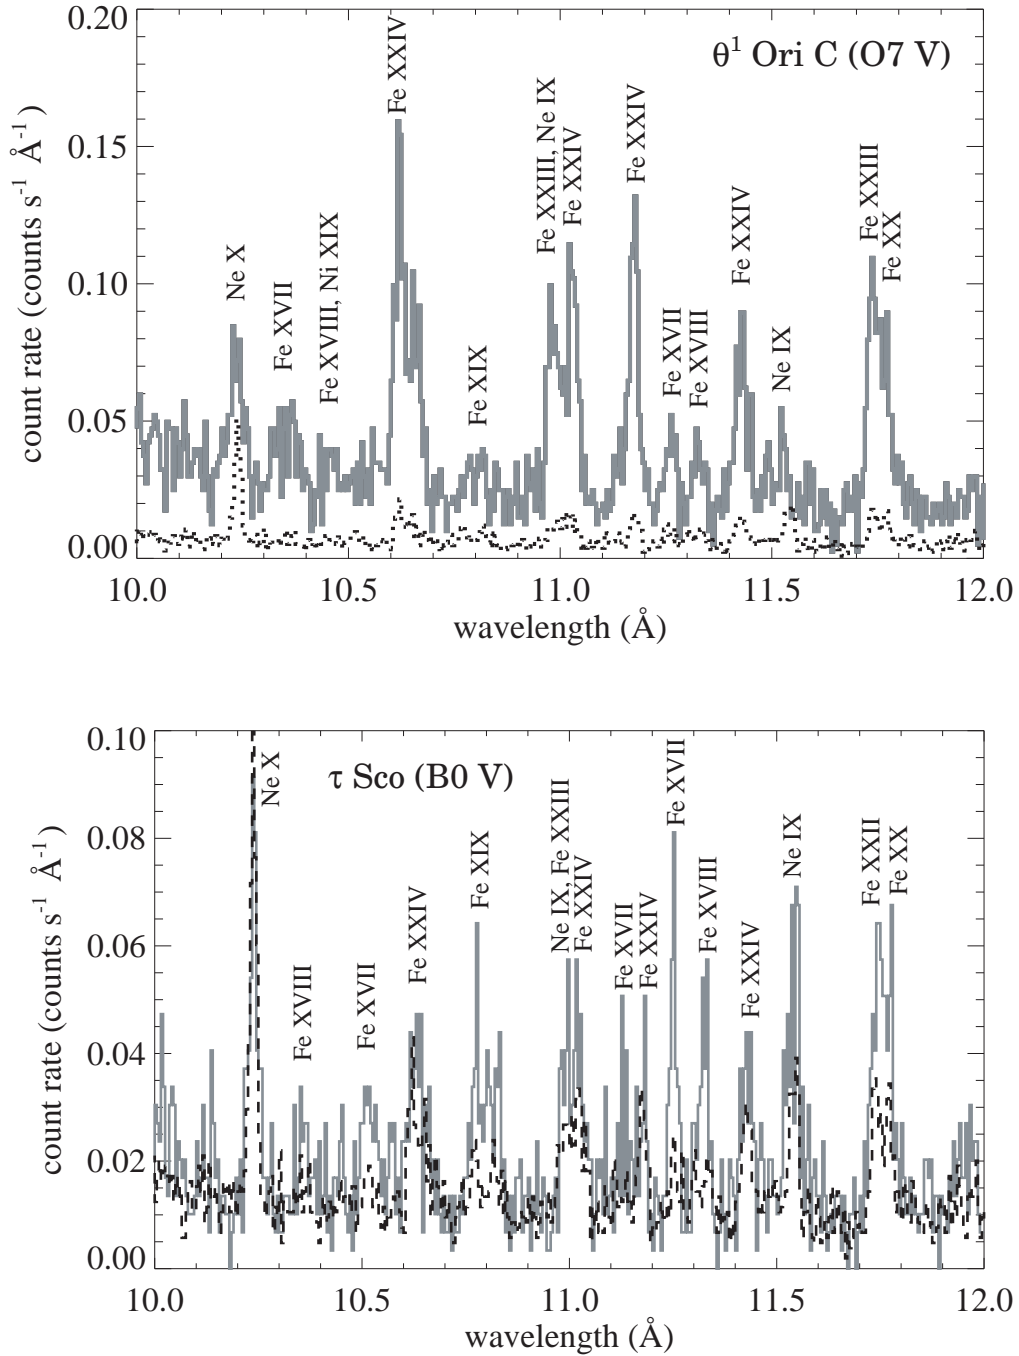 θ¹ Ori C (O7 V)
count rate (counts s⁻¹ Å⁻¹)
0.20
0.15
0.10
0.05
0.00
Ne X
Fe XVII
Fe XVIII, Ni XIX
Fe XXIV
Fe XIX
Fe XXIII, Ne IX
Fe XXIV
Fe XXIV
Fe XVII
Fe XVIII
Fe XXIV
Ne IX
Fe XXIII
Fe XX
10.0 10.5 11.0 11.5 12.0
wavelength (Å)
τ Sco (B0 V)
count rate (counts s⁻¹ Å⁻¹)
0.10
0.08
0.06
0.04
0.02
0.00
Ne X
Fe XVIII
Fe XVII
Fe XXIV
Fe XIX
Ne IX, Fe XXIII
Fe XXIV
Fe XVII
Fe XXIV
Fe XVII
Fe XVIII
Fe XXIV
Ne IX
Fe XXII
Fe XX
10.0 10.5 11.0 11.5 12.0
wavelength (Å)